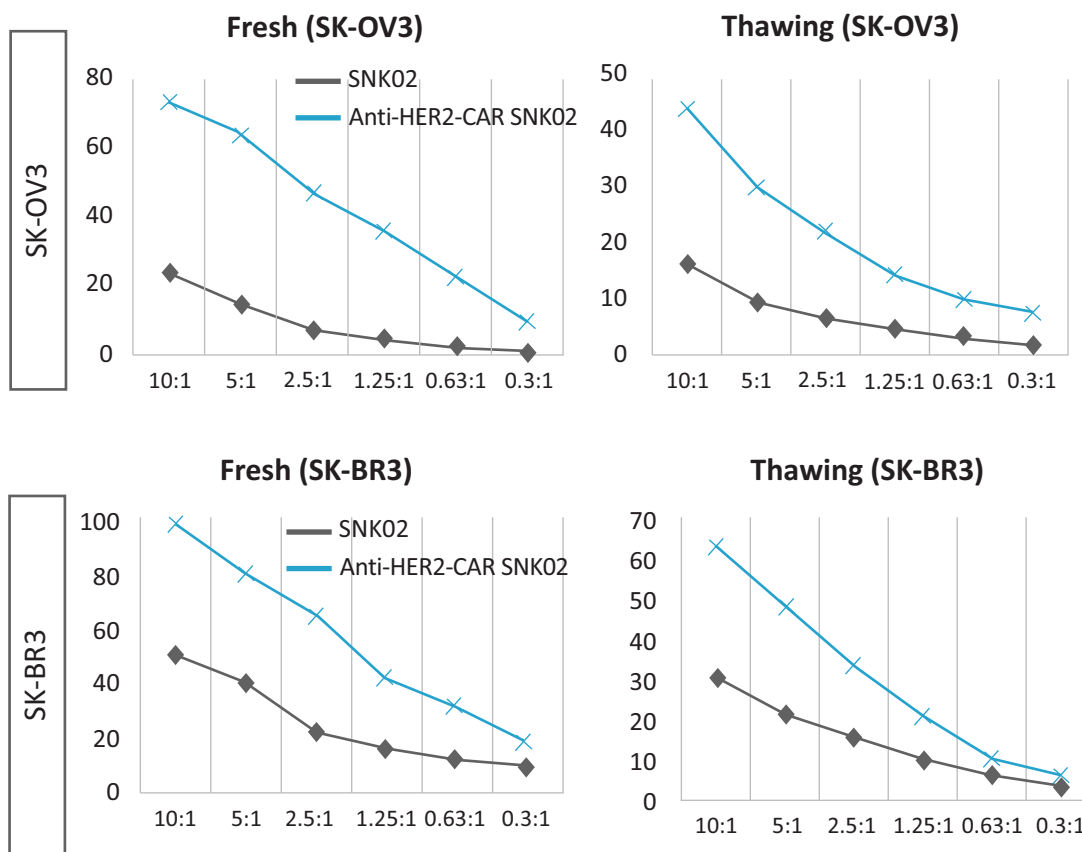 SK-OV3
Fresh (SK-OV3)
SNK02
Anti-HER2-CAR SNK02
80
60
40
20
0
10:1 5:1 2.5:1 1.25:1 0.63:1 0.3:1
Thawing (SK-OV3)
50
40
30
20
10
0
10:1 5:1 2.5:1 1.25:1 0.63:1 0.3:1
SK-BR3
Fresh (SK-BR3)
SNK02
Anti-HER2-CAR SNK02
100
80
60
40
20
0
10:1 5:1 2.5:1 1.25:1 0.63:1 0.3:1
Thawing (SK-BR3)
70
60
50
40
30
20
10
0
10:1 5:1 2.5:1 1.25:1 0.63:1 0.3:1